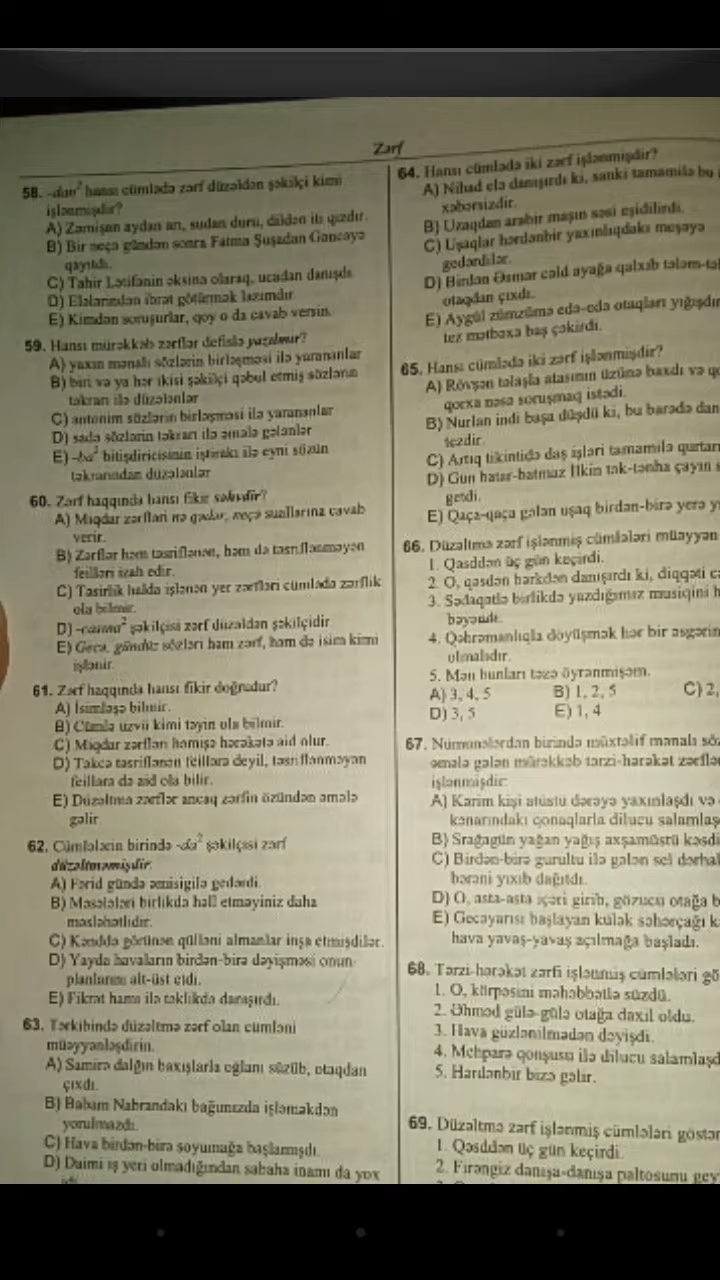 Zərf
58. -dan² hansı cümlədə zərf düzəldən şəkilçi kimi
işlənmişdir?
A) Zəmişən aydan arı, sudan duru, dildən iti qızdır.
B) Bir neçə gündən sonra Fatma Şuşadan Gəncəyə
qayıtdı.
C) Tahir Lətifənin əksinə olaraq, ucadan danışdı.
D) Elələrindən ibrət götürmək lazımdır.
E) Kimdən soruşurlar, qoy o da cavab versin.
59. Hansı mürəkkəb zərflər defislə yazılmır?
A) yaxın mənalı sözlərin birləşməsi ilə yarananlar
B) biri və ya hər ikisi şəkilçi qəbul etmiş sözlərin
təkrarı ilə düzələnlər
C) antonim sözlərin birləşməsi ilə yarananlar
D) sadə sözlərin təkrarı ilə əmələ gələnlər
E) -ba² bitişdiricisinin iştirakı ilə eyni sözün
təkrarından düzələnlər
60. Zərf haqqında hansı fikir səhvdir?
A) Miqdar zərfləri nə qədər, neçə suallarına cavab
verir.
B) Zərflər həm təsriflənən, həm də təsriflənməyən
feilləri izah edir.
C) Təsirlik halda işlənən yer zərfləri cümlədə zərflik
ola bilmir.
D) -casına² şəkilçisi zərf düzəldən şəkilçidir.
E) Gecə, gündüz sözləri həm zərf, həm də isim kimi
işlənir.
61. Zərf haqqında hansı fikir doğrudur?
A) İsimləşə bilmir.
B) Cümlə üzvü kimi təyin ola bilmir.
C) Miqdar zərfləri həmişə hərəkətə aid olur.
D) Təkcə təsriflənən feillərə deyil, təsriflənməyən
feillərə də aid ola bilir.
E) Düzəltmə zərflər ancaq zərfin özündən əmələ
gəlir.
62. Cümlələrin birində -da² şəkilçisi zərf
düzəltməmişdir.
A) Fərid gündə əmisigilə gedərdi.
B) Məsələləri birlikdə həll etməyiniz daha
məsləhətlidir.
C) Kənddə görünən qülləni almanlar inşa etmişdilər.
D) Yayda havaların birdən-birə dəyişməsi onun
planlarını alt-üst etdi.
E) Fikrət hamı ilə təklikdə danışırdı.
63. Tərkibində düzəltmə zərf olan cümləni
müəyyənləşdirin.
A) Samirə dalğın baxışlarla oğlanı süzüb, otaqdan
çıxdı.
B) Babam Nabrandakı bağımızda işləməkdən
yorulmazdı.
C) Hava birdən-birə soyumağa başlamışdı.
D) Daimi iş yeri olmadığından sabaha inamı da yox
idi.
64. Hansı cümlədə iki zərf işlənmişdir?
A) Nihad elə danışırdı ki, sanki tamamilə bu
xəbərsizdir.
B) Uzaqdan arabir maşın səsi eşidilirdi.
C) Uşaqlar hərdənbir yaxınlıqdakı meşəyə
gedərdilər.
D) Birdən Əsmər cəld ayağa qalxıb tələm-tə
otaqdan çıxdı.
E) Aygül zümzümə edə-edə otaqları yığışdır
tez mətbəxə baş çəkirdi.
65. Hansı cümlədə iki zərf işlənmişdir?
A) Rövşən təlaşla atasının üzünə baxdı və qo
qorxa nəsə soruşmaq istədi.
B) Nurlan indi başa düşdü ki, bu barədə dan
tezdir.
C) Artıq tikintidə daş işləri tamamilə qurtar
D) Gün batar-batmaz İlkin tək-tənha çayın s
getdi.
E) Qaça-qaça gələn uşaq birdən-birə yerə y
66. Düzəltmə zərf işlənmiş cümlələri müəyyən
1. Qəsddən üç gün keçirdi.
2. O, qəsdən bərkdən danışırdı ki, diqqəti cə
3. Sədaqətlə birlikdə yazdığımız musiqini h
bəyəndi.
4. Qəhrəmanlıqla döyüşmək hər bir əsgərin
olmalıdır.
5. Mən bunları təzə öyrənmişəm.
A) 3, 4, 5 B) 1, 2, 5 C) 2,
D) 3, 5 E) 1, 4
67. Nümunələrdən birində müxtəlif mənalı söz
əmələ gələn mürəkkəb tərzi-hərəkət zərflə
işlənmişdir:
A) Kərim kişi atüstü dərəyə yaxınlaşdı və
kənarındakı qonaqlarla dilucu salamlaş
B) Srağagün yağan yağış axşamüstü kəsdi
C) Birdən-birə gurultu ilə gələn sel dərhal
bərəni yıxıb dağıtdı.
D) O, asta-asta içəri girib, gözucu otağa b
E) Gecəyarısı başlayan külək səhərçağı k
hava yavaş-yavaş açılmağa başladı.
68. Tərzi-hərəkət zərfi işlənmiş cümlələri gö
1. O, körpəsini məhəbbətlə süzdü.
2. Əhməd gülə-gülə otağa daxil oldu.
3. Hava gözlənilmədən dəyişdi.
4. Mehparə qonşusu ilə dilucu salamlaşd
5. Hərdənbir bizə gəlir.
69. Düzəltmə zərf işlənmiş cümlələri göstər
1. Qəsddən üç gün keçirdi.
2. Firəngiz danışa-danışa paltosunu gey